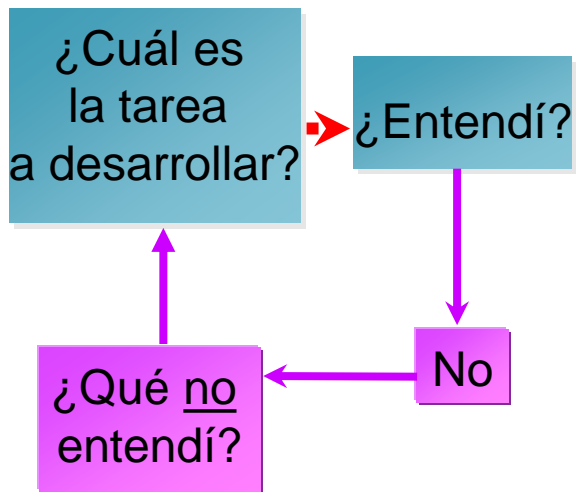 ¿Cuál es
la tarea
a desarrollar?
¿Entendí?
No
¿Qué no
entendí?